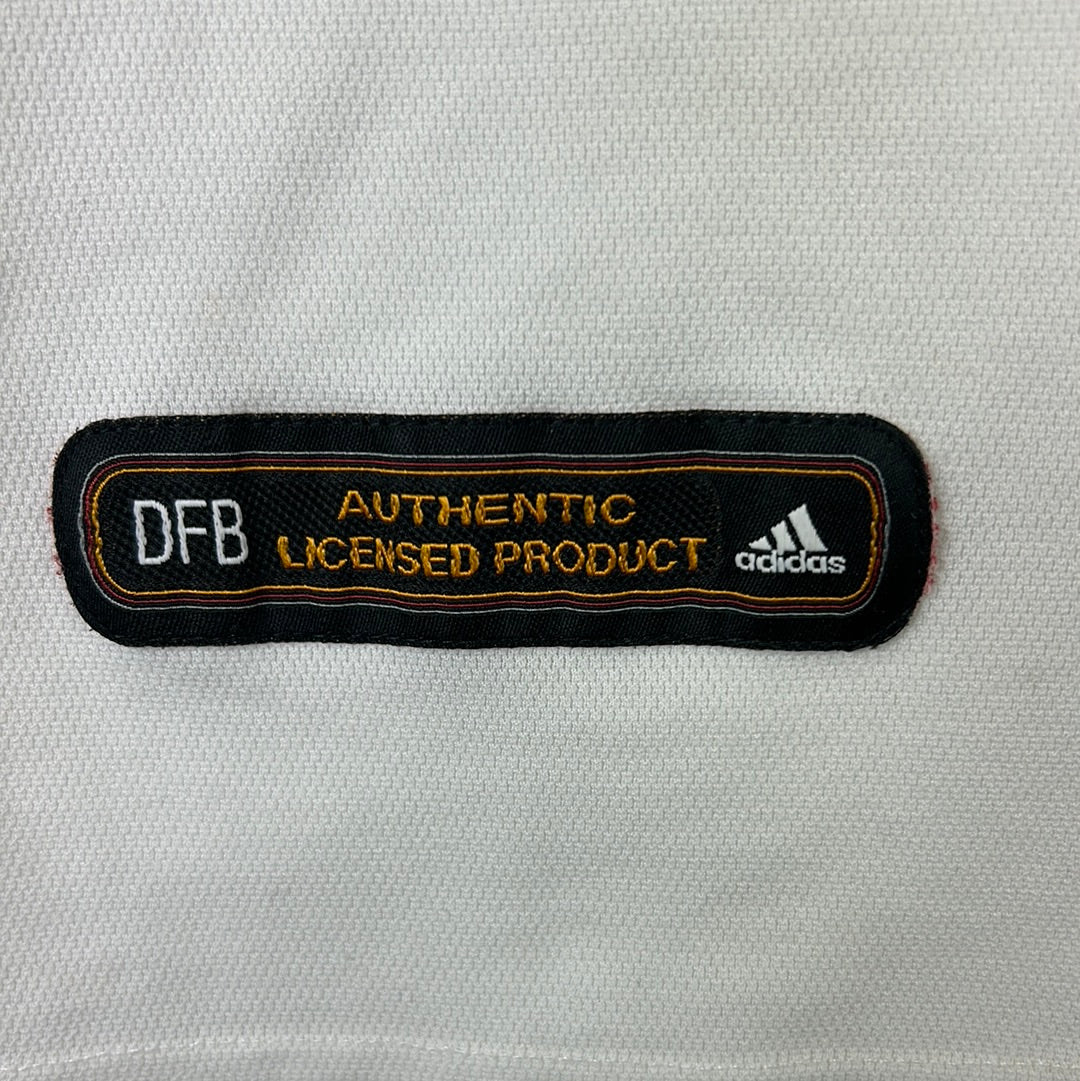 DFB
AUTHENTIC
LICENSED PRODUCT
adidas